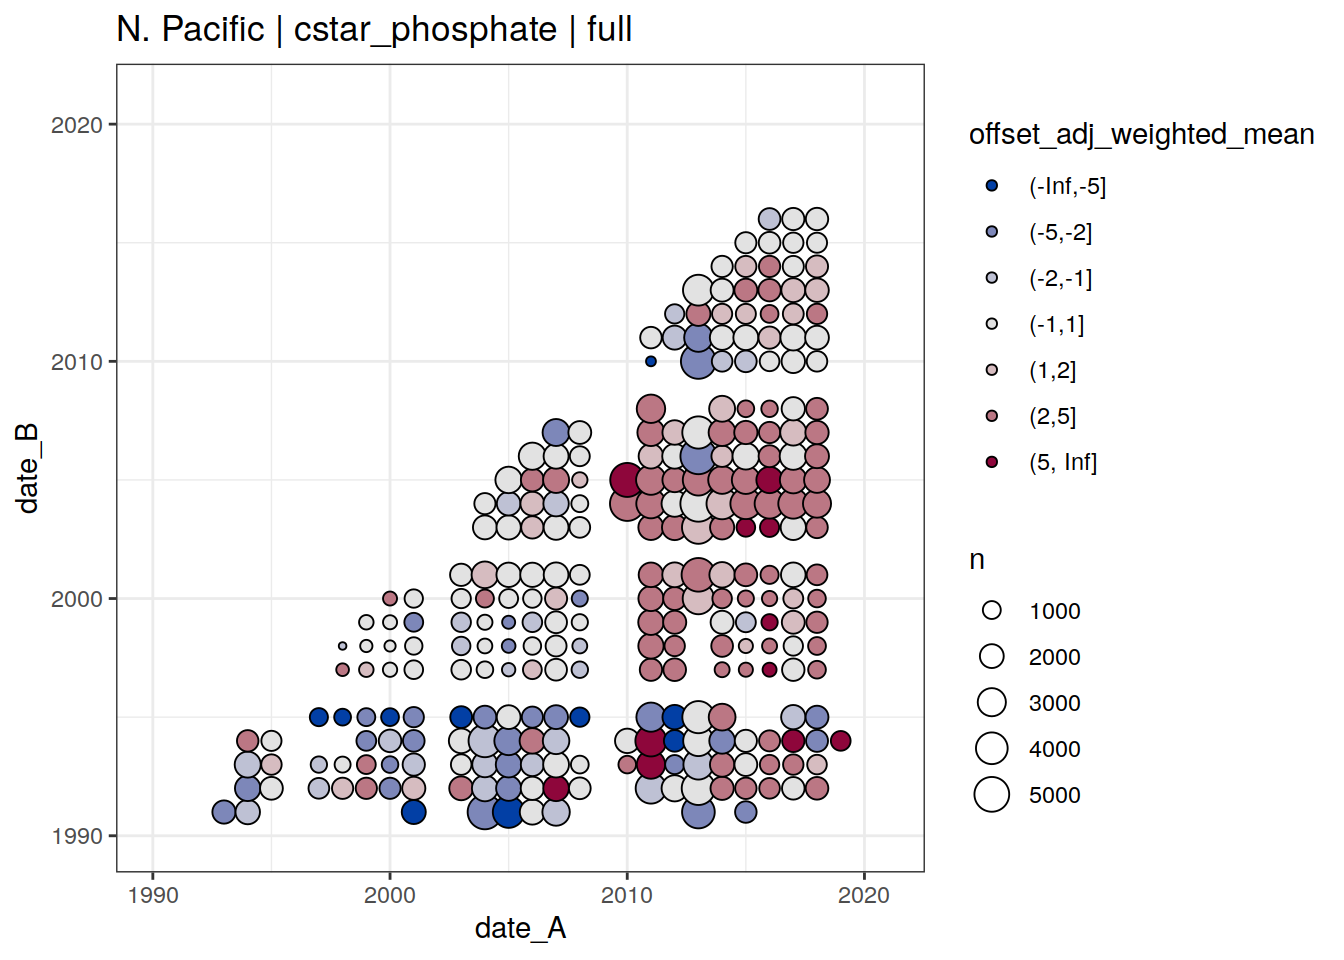 N. Pacific | cstar_phosphate | full
offset_adj_weighted_mean
(-Inf,-5]
(-5,-2]
(-2,-1]
(-1,1]
(1,2]
(2,5]
(5, Inf]
n
1000
2000
3000
4000
5000
date_B
2020
2010
2000
1990
1990
2000
2010
2020
date_A